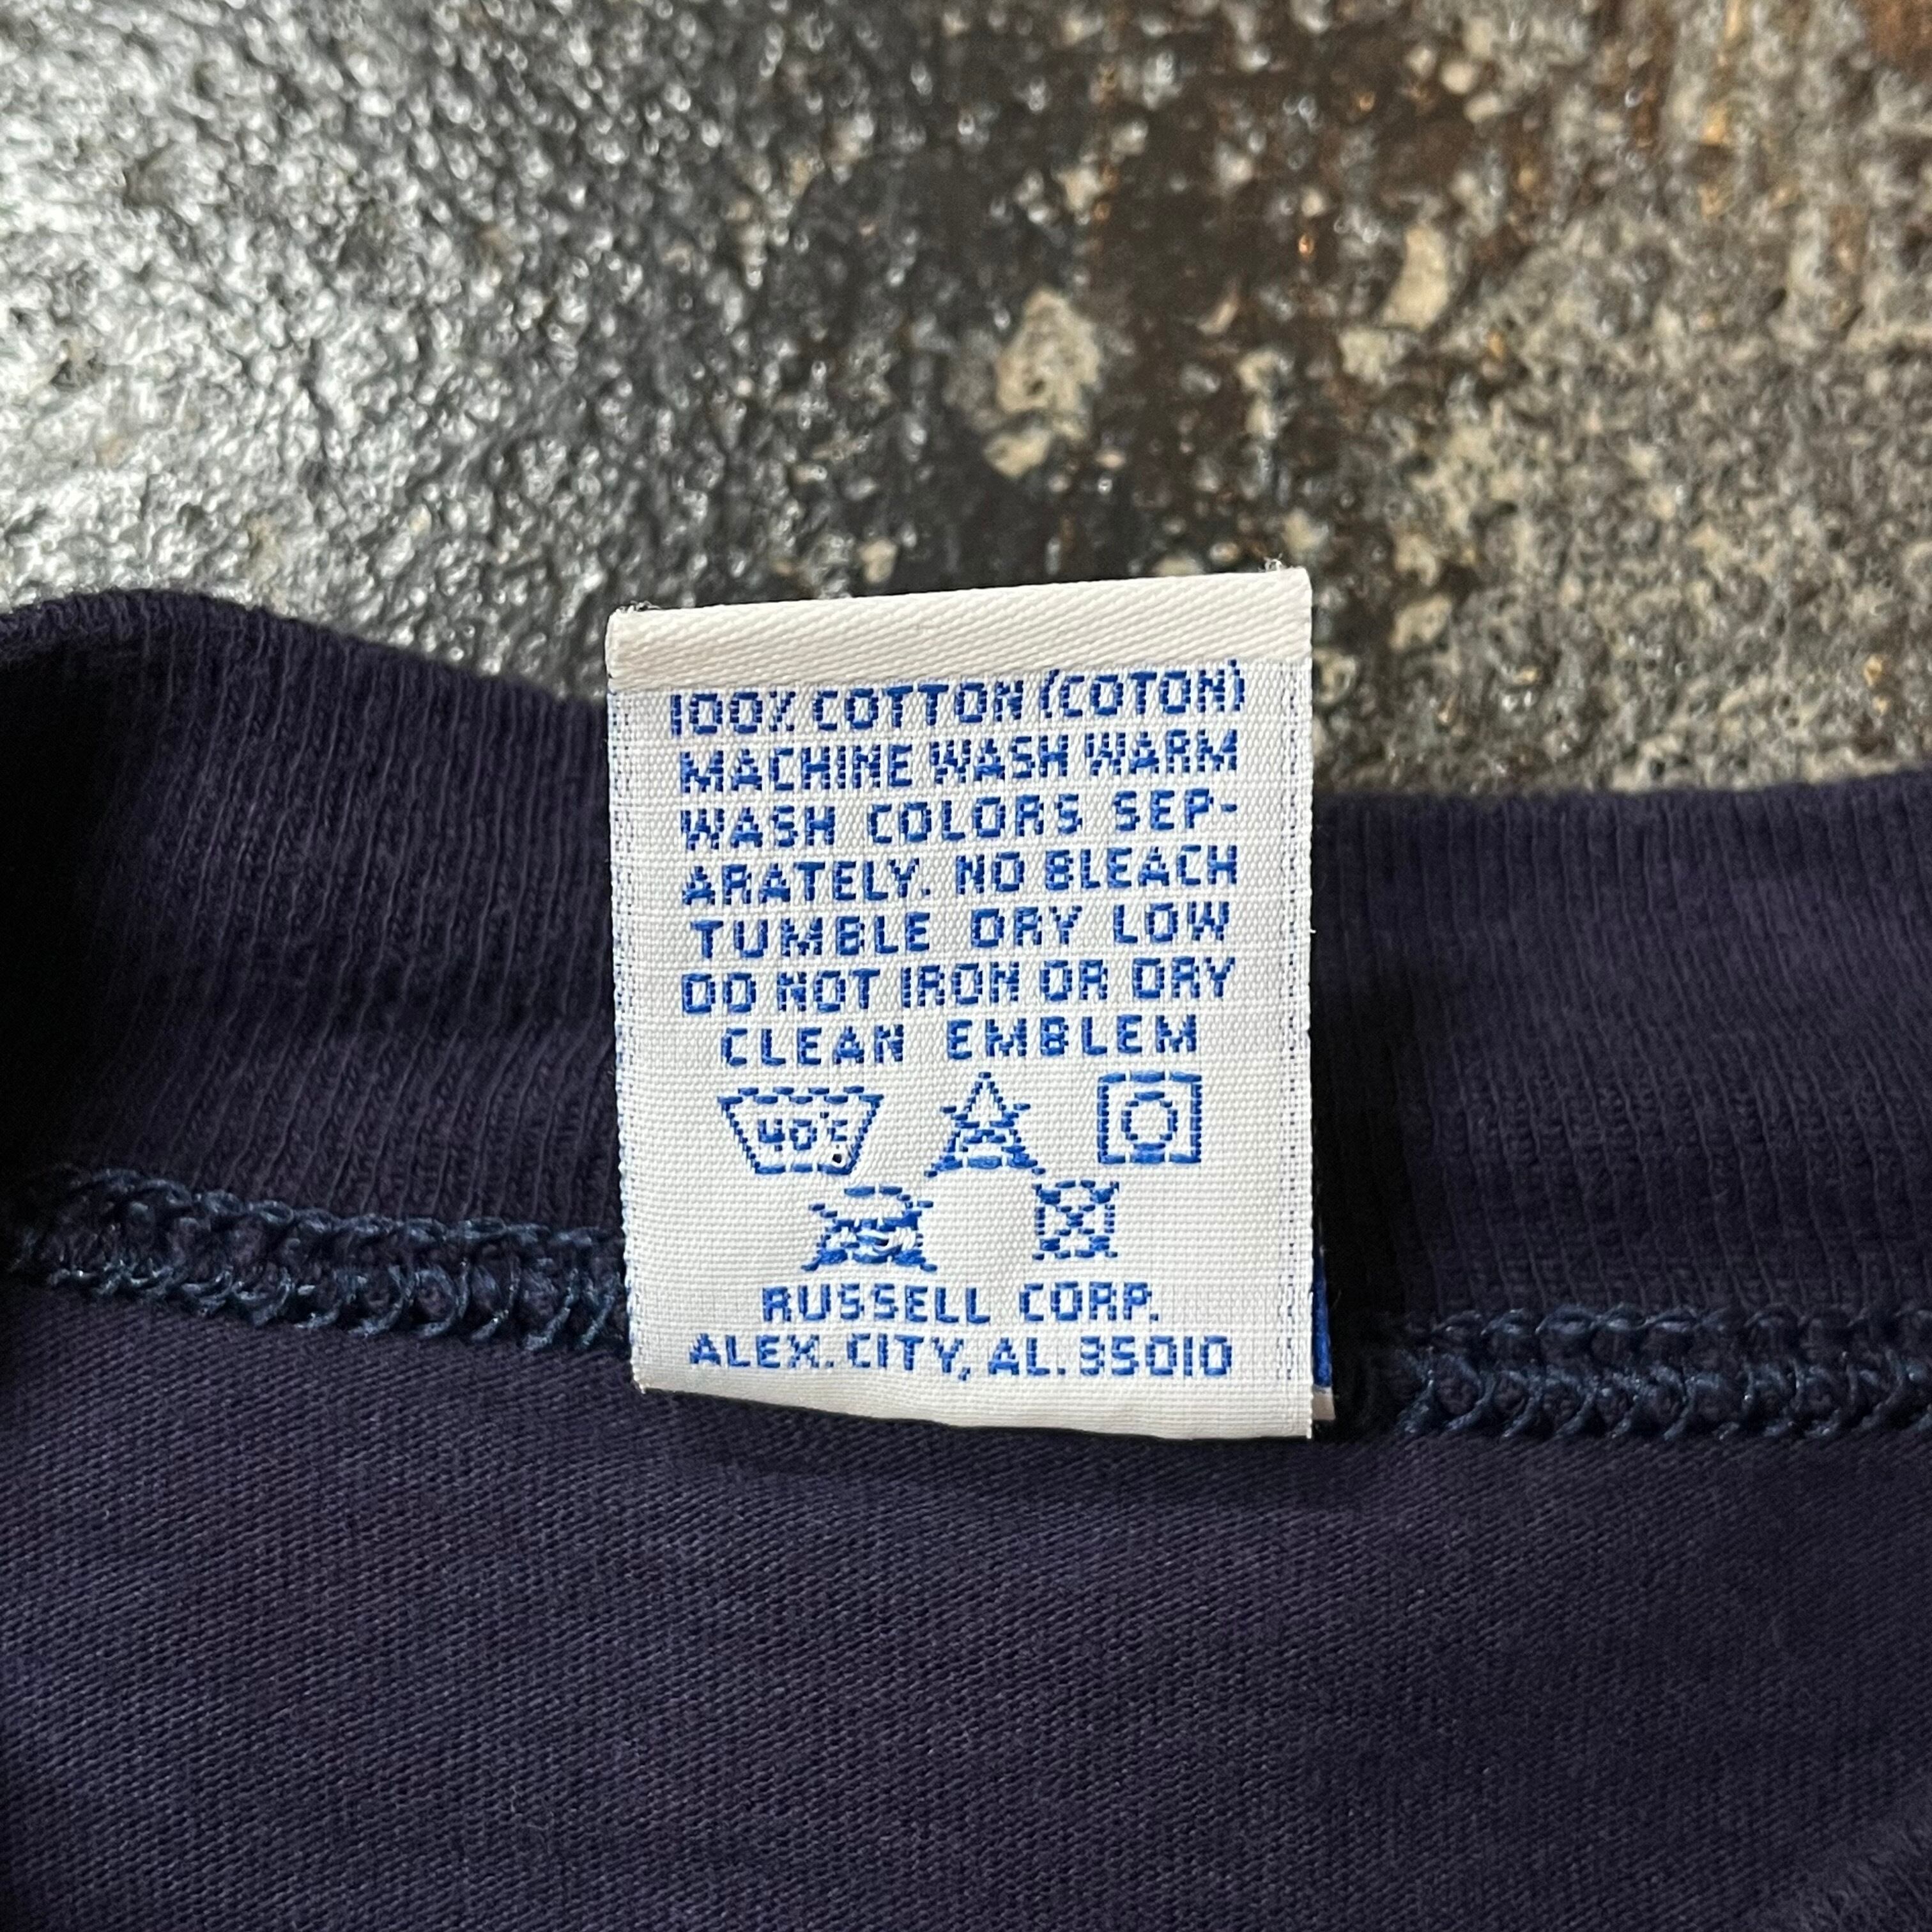 100% COTTON (COTON)
MACHINE WASH WARM
WASH COLORS SEP-
ARATELY. NO BLEACH
TUMBLE DRY LOW
DO NOT IRON OR DRY
CLEAN EMBLEM
40°C
RUSSELL CORP.
ALEX. CITY, AL. 35010